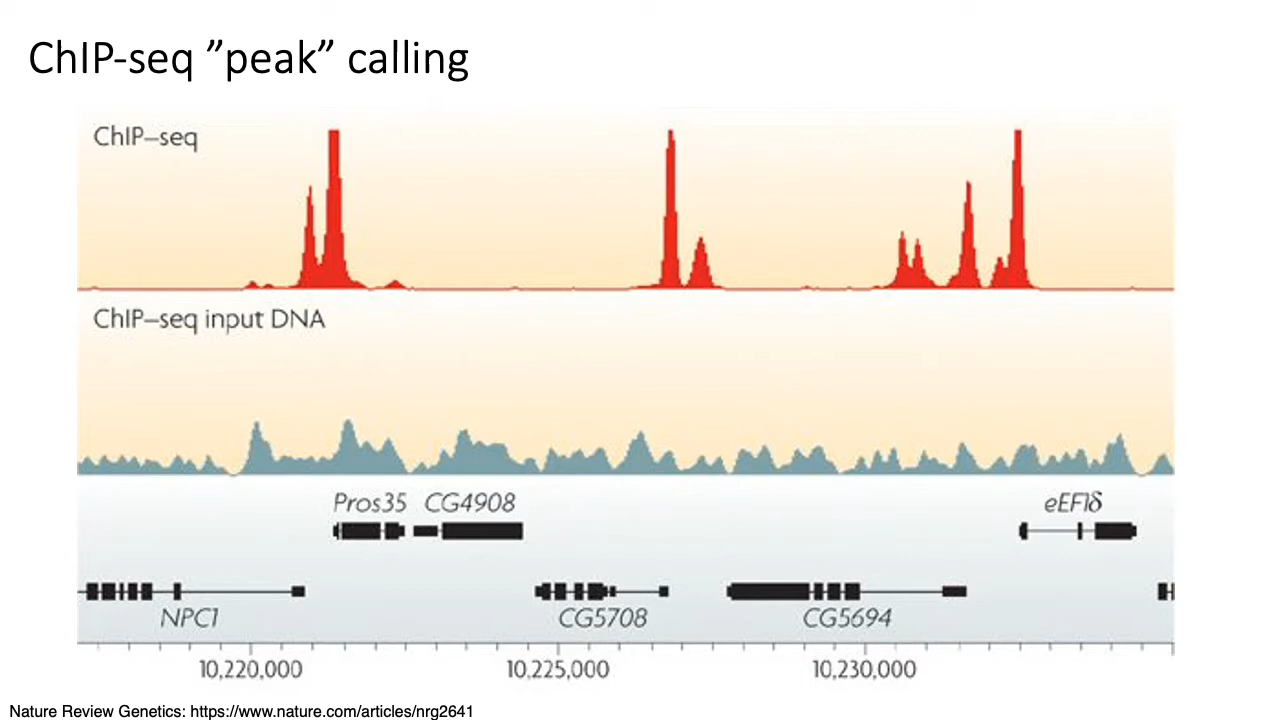 ChIP-seq ”peak” calling
ChIP–seq
ChIP–seq input DNA
Pros35 CG4908 eEF1δ
NPC1 CG5708 CG5694
10,220,000 10,225,000 10,230,000
Nature Review Genetics: https://www.nature.com/articles/nrg2641